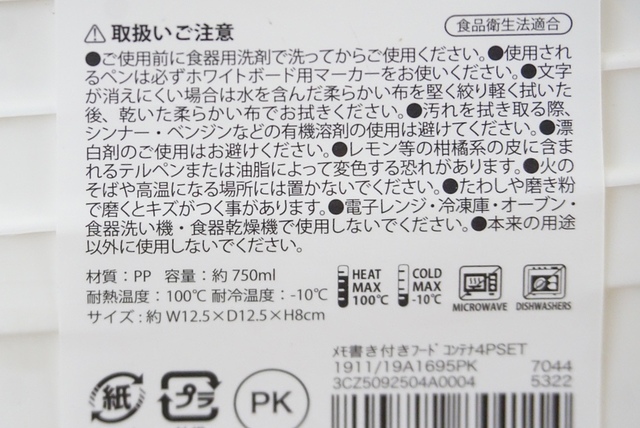 ⚠取扱いご注意
食品衛生法適合
●ご使用前に食器用洗剤で洗ってからご使用ください。●使用され
るペンは必ずホワイトボード用マーカーをお使いください。●文字
が消えにくい場合は水を含んだ柔らかい布を堅く絞り軽く拭いた
後、乾いた柔らかい布でお拭きください。●汚れを拭き取る際、
シンナー・ベンジンなどの有機溶剤の使用は避けてください。●漂
白剤のご使用はお避けください。●レモン等の柑橘系の皮に含ま
れるテルペンまたは油脂によって変色する恐れがあります。●火の
そばや高温になる場所には置かないでください。●たわしや磨き粉
で磨くとキズがつく事があります。●電子レンジ・冷凍庫・オーブン・
食器洗い機・食器乾燥機で使用しないでください。●本来の用途
以外に使用しないでください。
材質：PP 容量：約 750ml
耐熱温度：100℃ 耐冷温度：-10℃
サイズ：約 W12.5×D12.5×H8cm
HEAT
MAX
100℃
COLD
MAX
-10℃
MICROWAVE
DISHWASHERS
メモ書き付きフードコンテナ4PSET
1911/19A1695PK 7044
3CZ5092504A0004 5322
紙
プラ
PK